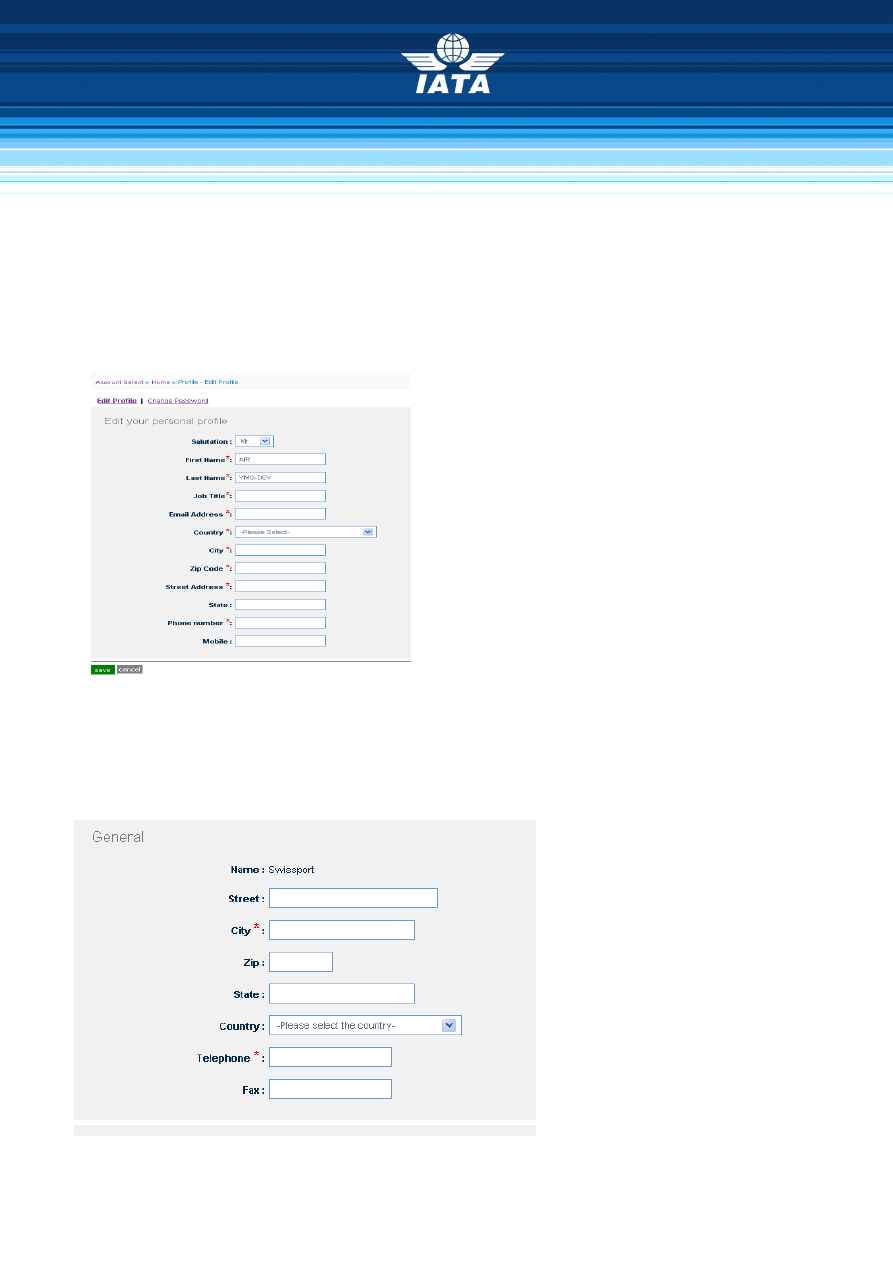 IATA
Account Select » Home » Profile - Edit Profile
Edit Profile | Change Password
Edit your personal profile
Salutation : Mr
First Name*: AIR
Last Name*: YMQ-DEV
Job Title*:
Email Address *:
Country *: -Please Select-
City *:
Zip Code *:
Street Address *:
State :
Phone number *:
Mobile :
save cancel
General
Name : Swissport
Street :
City * :
Zip :
State :
Country : -Please select the country-
Telephone * :
Fax :